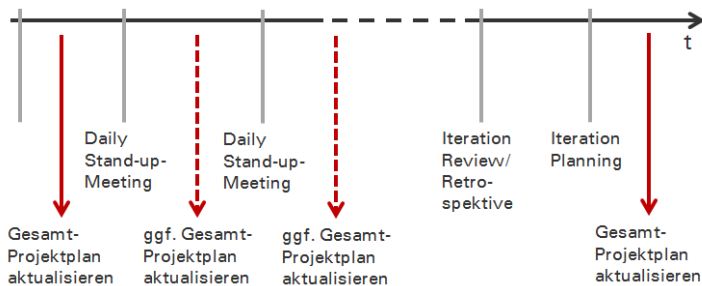 t
Daily
Stand-up-
Meeting
Daily
Stand-up-
Meeting
Iteration
Review/
Retro-
spektive
Iteration
Planning
Gesamt-
Projektplan
aktualisieren
ggf. Gesamt-
Projektplan
aktualisieren
ggf. Gesamt-
Projektplan
aktualisieren
Gesamt-
Projektplan
aktualisieren